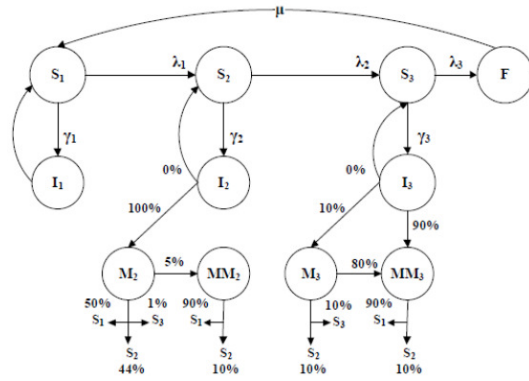 μ
S₁ λ₁ S₂ λ₂ S₃ λ₃ F
γ₁ γ₂ γ₃
0% 0%
I₁ I₂ I₃
100% 10% 90%
M₂ 5% MM₂ M₃ 80% MM₃
50% 1% 90% 10% 90%
S₁ S₃ S₁ S₃ S₁
S₂ S₂ S₂ S₂
44% 10% 10% 10%